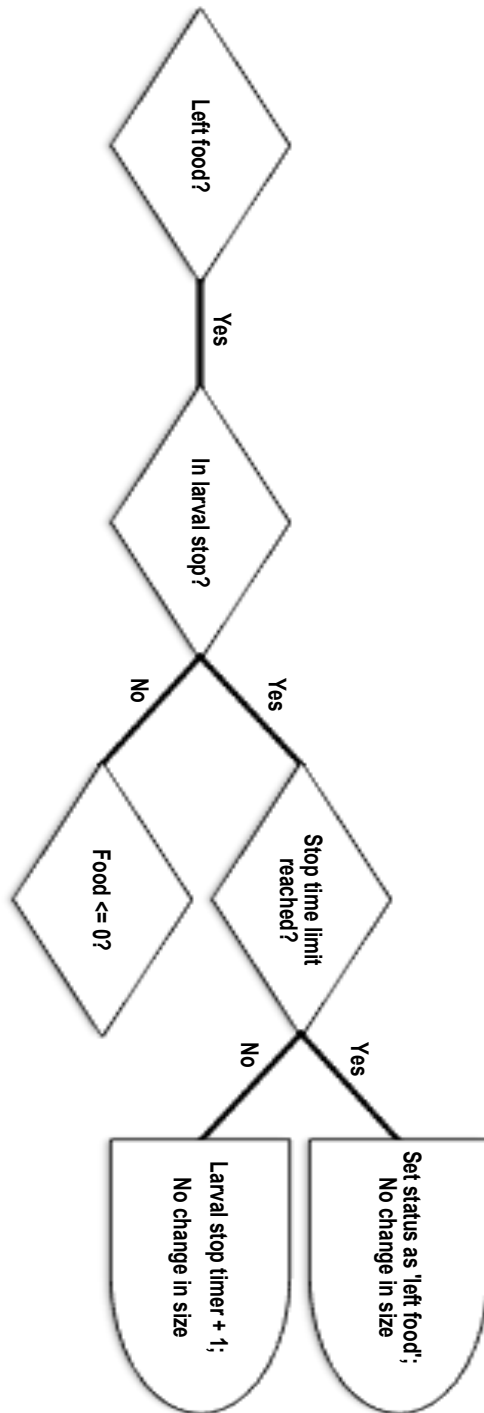 Left food?
Yes
In larval stop?
Yes
No
Stop time limit
reached?
Food <= 0?
Yes
No
Set status as 'left food';
No change in size
Larval stop timer + 1;
No change in size